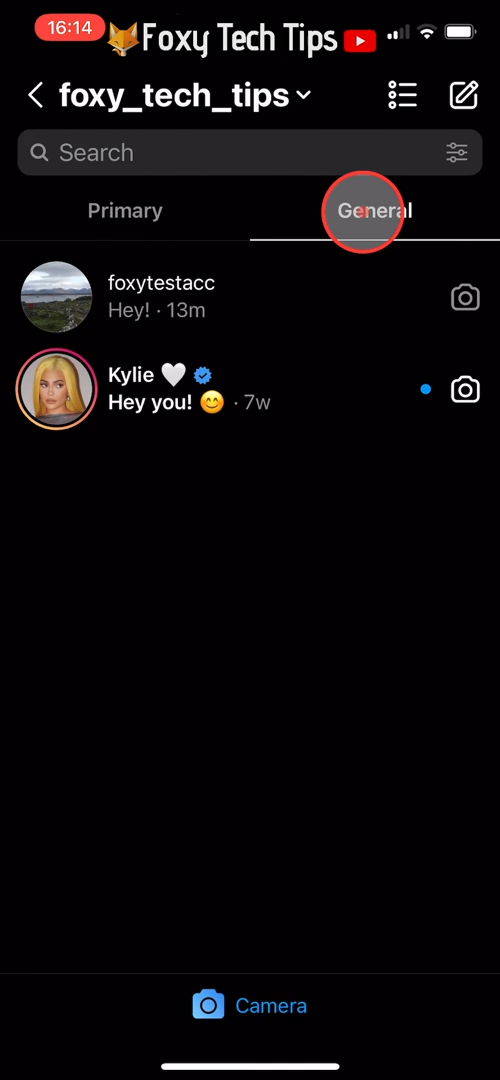 16:14
Foxy Tech Tips
foxy_tech_tips
Search
Primary
General
foxytestacc
Hey! · 13m
Kylie 🤍
Hey you! 😊 · 7w
Camera